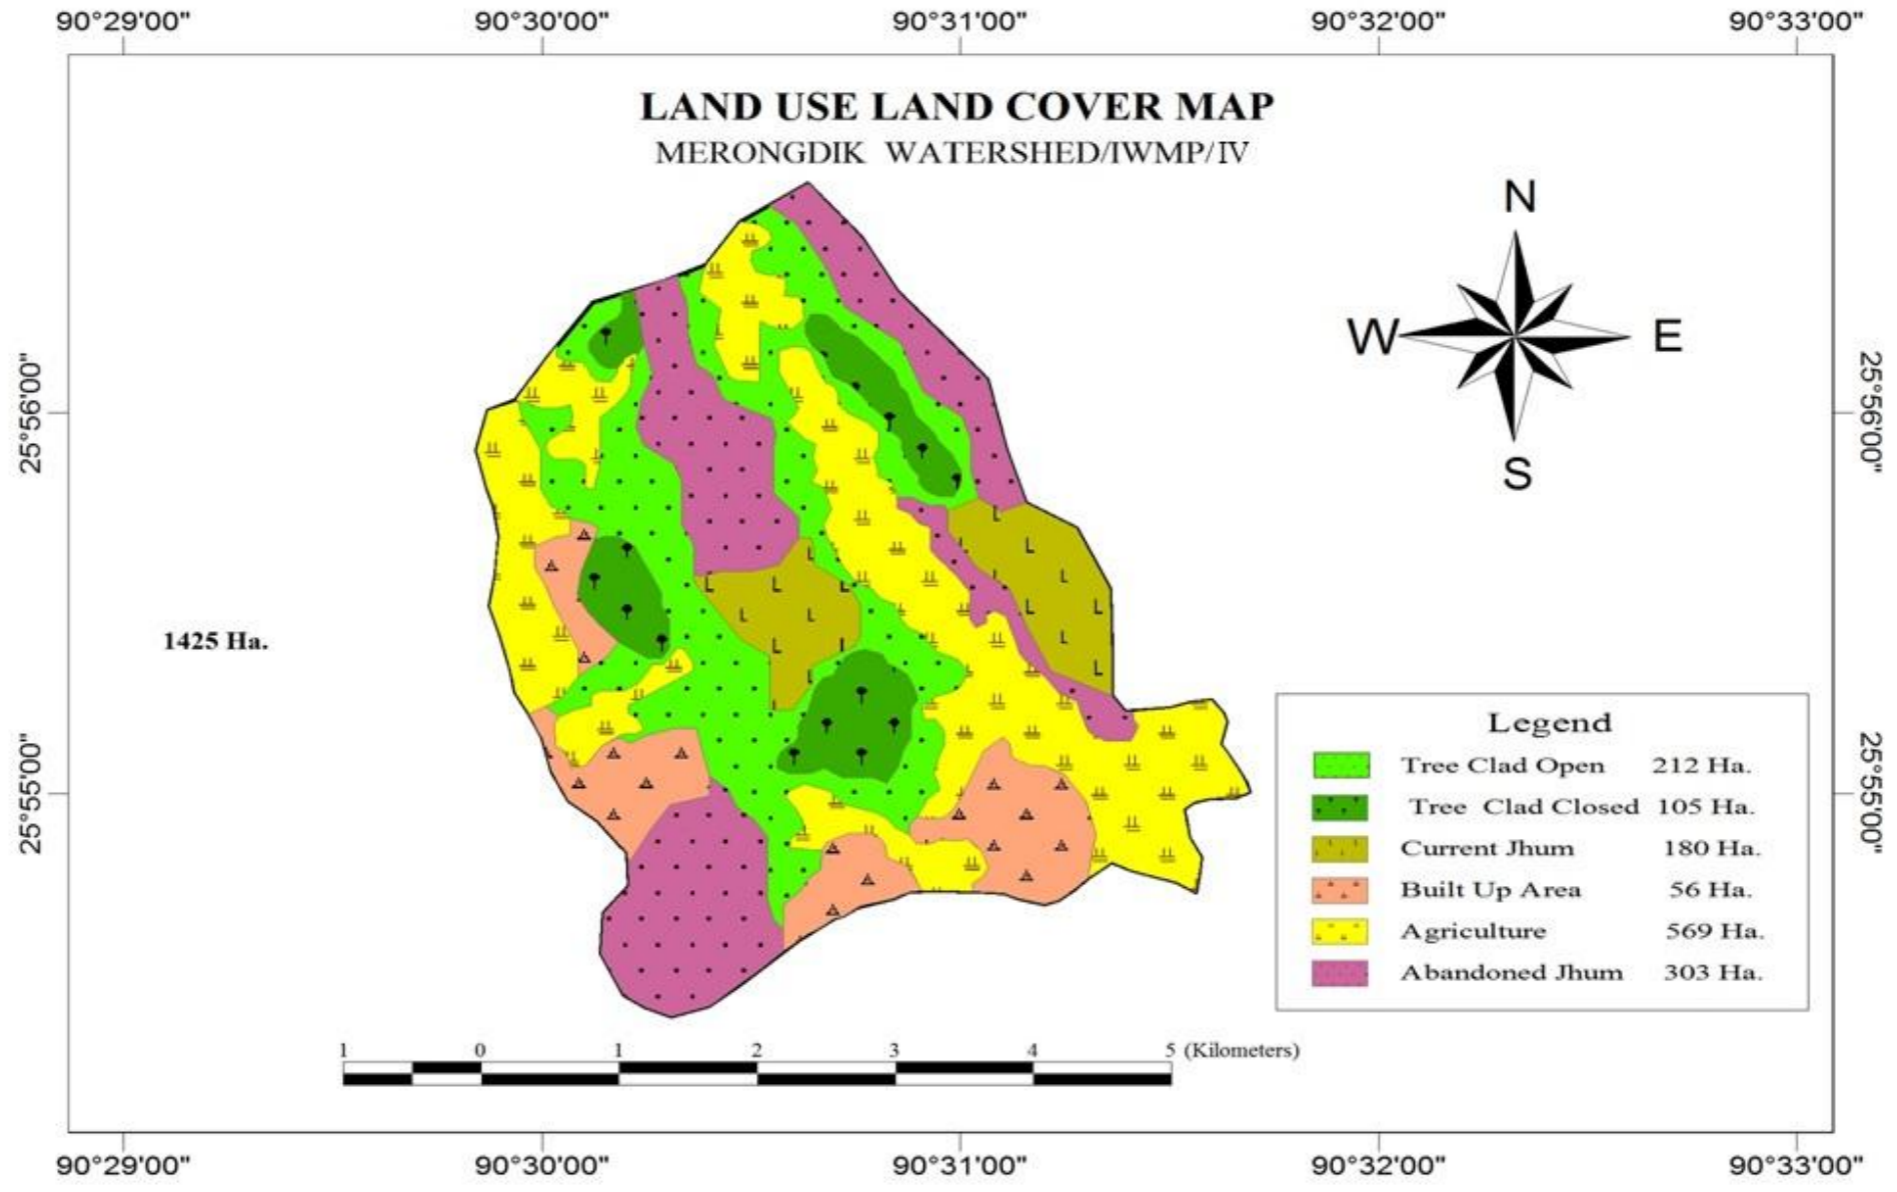 90°29'00" 90°30'00" 90°31'00" 90°32'00" 90°33'00"
LAND USE LAND COVER MAP
MERONGDIK WATERSHED/IWMP/IV
N
W E
S
25°56'00" 25°56'00"
1425 Ha.
Legend
Tree Clad Open 212 Ha.
Tree Clad Closed 105 Ha.
Current Jhum 180 Ha.
Built Up Area 56 Ha.
Agriculture 569 Ha.
Abandoned Jhum 303 Ha.
25°55'00" 25°55'00"
1 0 1 2 3 4 5 (Kilometers)
90°29'00" 90°30'00" 90°31'00" 90°32'00" 90°33'00"